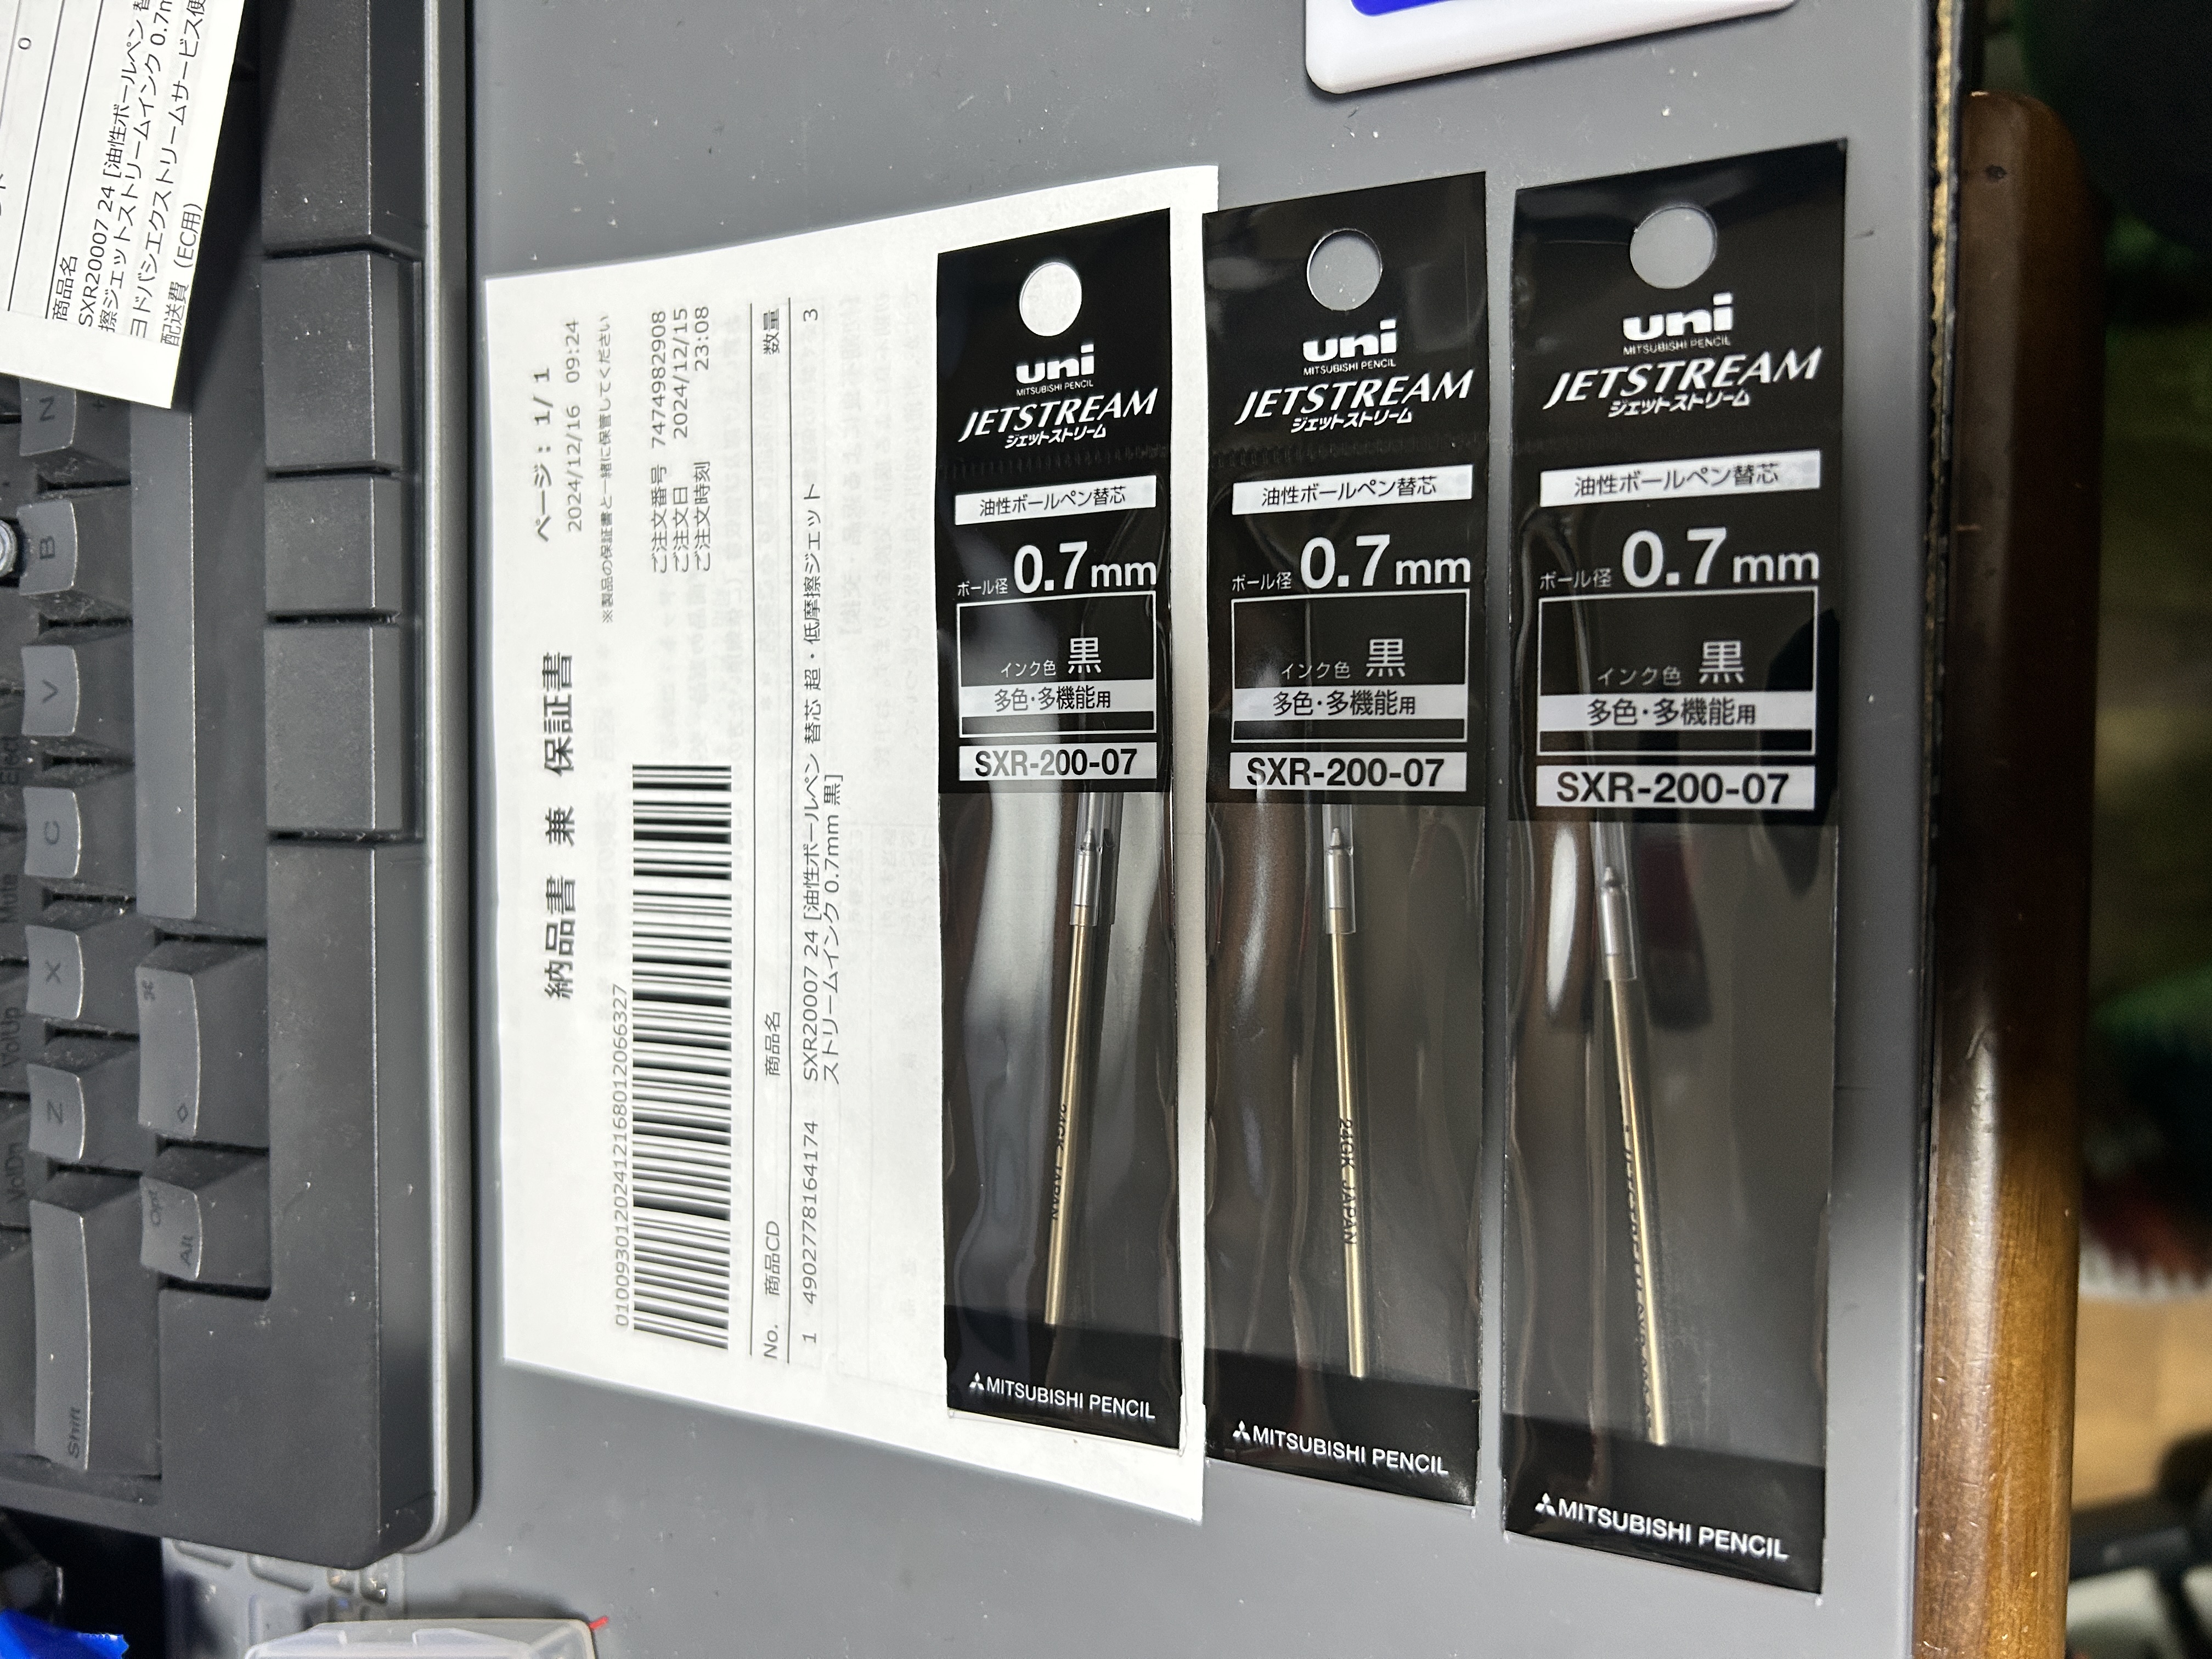 VolDn
VolUp
Mute
Eject
Shift
Z
X
C
V
B
N
Opt
Alt
⌘
◇
0
商品名
SXR20007 24 [油性ボールペン 替
擦ジェットストリームインク 0.7m
ヨドバシエクストリームサービス便
配送費（EC用）
納品書 兼 保証書
ページ： 1/ 1
2024/12/16 09:24
※製品の保証書と一緒に保管してください
010093012024121680​12066327
ご注文番号 7474982908
ご注文日 2024/12/15
ご注文時刻 23:08
No. 商品CD 商品名 数量
1 4902778164174 SXR20007 24 [油性ボールペン 替芯 超・低摩擦ジェット 3
ストリームインク 0.7mm 黒]
uni
MITSUBISHI PENCIL
JETSTREAM
ジェットストリーム
油性ボールペン替芯
ボール径 0.7 mm
インク色 黒
多色・多機能用
SXR-200-07
24GK JAPAN
MITSUBISHI PENCIL
uni
MITSUBISHI PENCIL
JETSTREAM
ジェットストリーム
油性ボールペン替芯
ボール径 0.7 mm
インク色 黒
多色・多機能用
SXR-200-07
24GK JAPAN
MITSUBISHI PENCIL
uni
MITSUBISHI PENCIL
JETSTREAM
ジェットストリーム
油性ボールペン替芯
ボール径 0.7 mm
インク色 黒
多色・多機能用
SXR-200-07
MITSUBISHI PENCIL